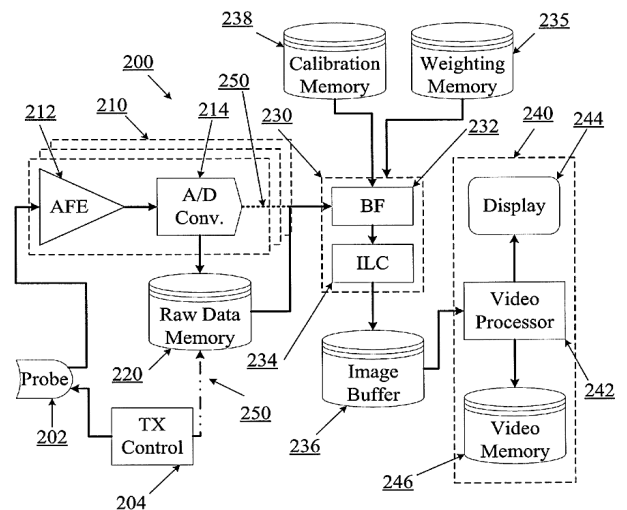 238
235
200
Calibration
Memory
Weighting
Memory
210
250
212
214
230
232
240
244
AFE
A/D
Conv.
BF
Display
ILC
Raw Data
Memory
Video
Processor
220
234
Image
Buffer
242
Probe
202
250
TX
Control
204
236
Video
Memory
246